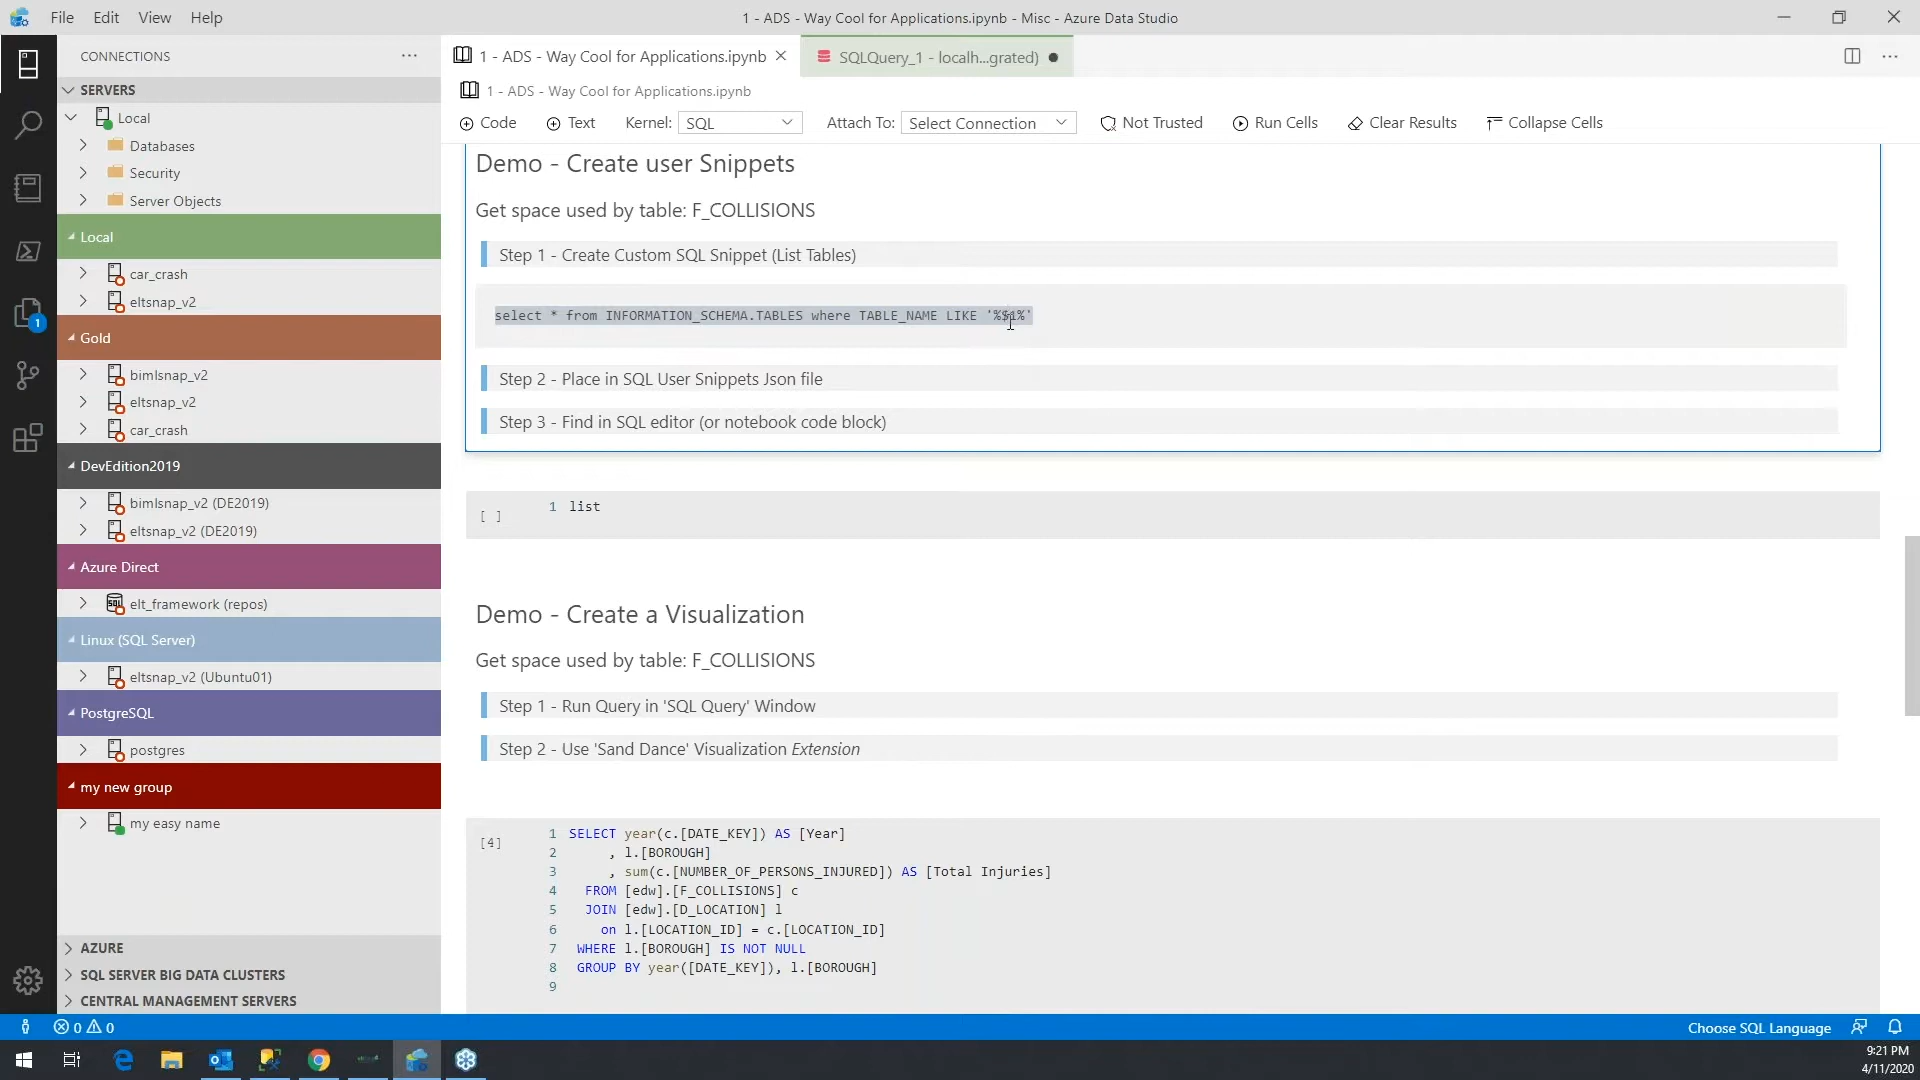 File Edit View Help
1 - ADS - Way Cool for Applications.ipynb - Misc - Azure Data Studio
CONNECTIONS
SERVERS
Local
Databases
Security
Server Objects
Local
car_crash
eltsnap_v2
Gold
bimlsnap_v2
eltsnap_v2
car_crash
DevEdition2019
bimlsnap_v2 (DE2019)
eltsnap_v2 (DE2019)
Azure Direct
elt_framework (repos)
Linux (SQL Server)
eltsnap_v2 (Ubuntu01)
PostgreSQL
postgres
my new group
my easy name
AZURE
SQL SERVER BIG DATA CLUSTERS
CENTRAL MANAGEMENT SERVERS
1
1 - ADS - Way Cool for Applications.ipynb
SQLQuery_1 - localh...grated)
1 - ADS - Way Cool for Applications.ipynb
Code Text Kernel: SQL Attach To: Select Connection Not Trusted Run Cells Clear Results Collapse Cells
Demo - Create user Snippets
Get space used by table: F_COLLISIONS
Step 1 - Create Custom SQL Snippet (List Tables)
select * from INFORMATION_SCHEMA.TABLES where TABLE_NAME LIKE '%$1%'
Step 2 - Place in SQL User Snippets Json file
Step 3 - Find in SQL editor (or notebook code block)
[ ] 1 list
Demo - Create a Visualization
Get space used by table: F_COLLISIONS
Step 1 - Run Query in 'SQL Query' Window
Step 2 - Use 'Sand Dance' Visualization Extension
[4] 1 SELECT year(c.[DATE_KEY]) AS [Year]
2 , l.[BOROUGH]
3 , sum(c.[NUMBER_OF_PERSONS_INJURED]) AS [Total Injuries]
4 FROM [edw].[F_COLLISIONS] c
5 JOIN [edw].[D_LOCATION] l
6 on l.[LOCATION_ID] = c.[LOCATION_ID]
7 WHERE l.[BOROUGH] IS NOT NULL
8 GROUP BY year([DATE_KEY]), l.[BOROUGH]
9
0 0
Choose SQL Language
9:21 PM
4/11/2020